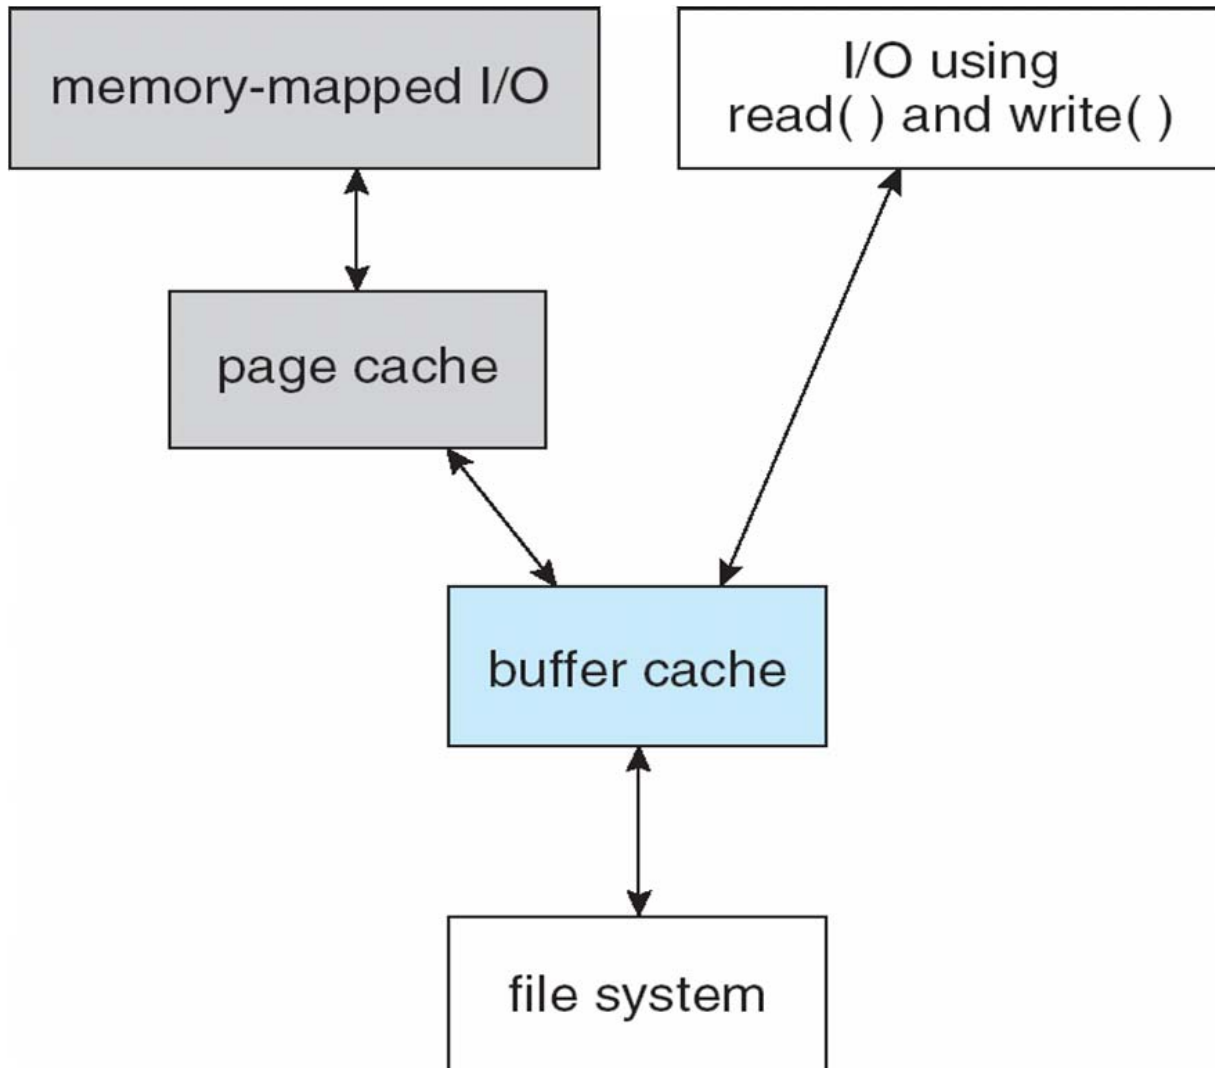 memory-mapped I/O
I/O using
read( ) and write( )
page cache
buffer cache
file system